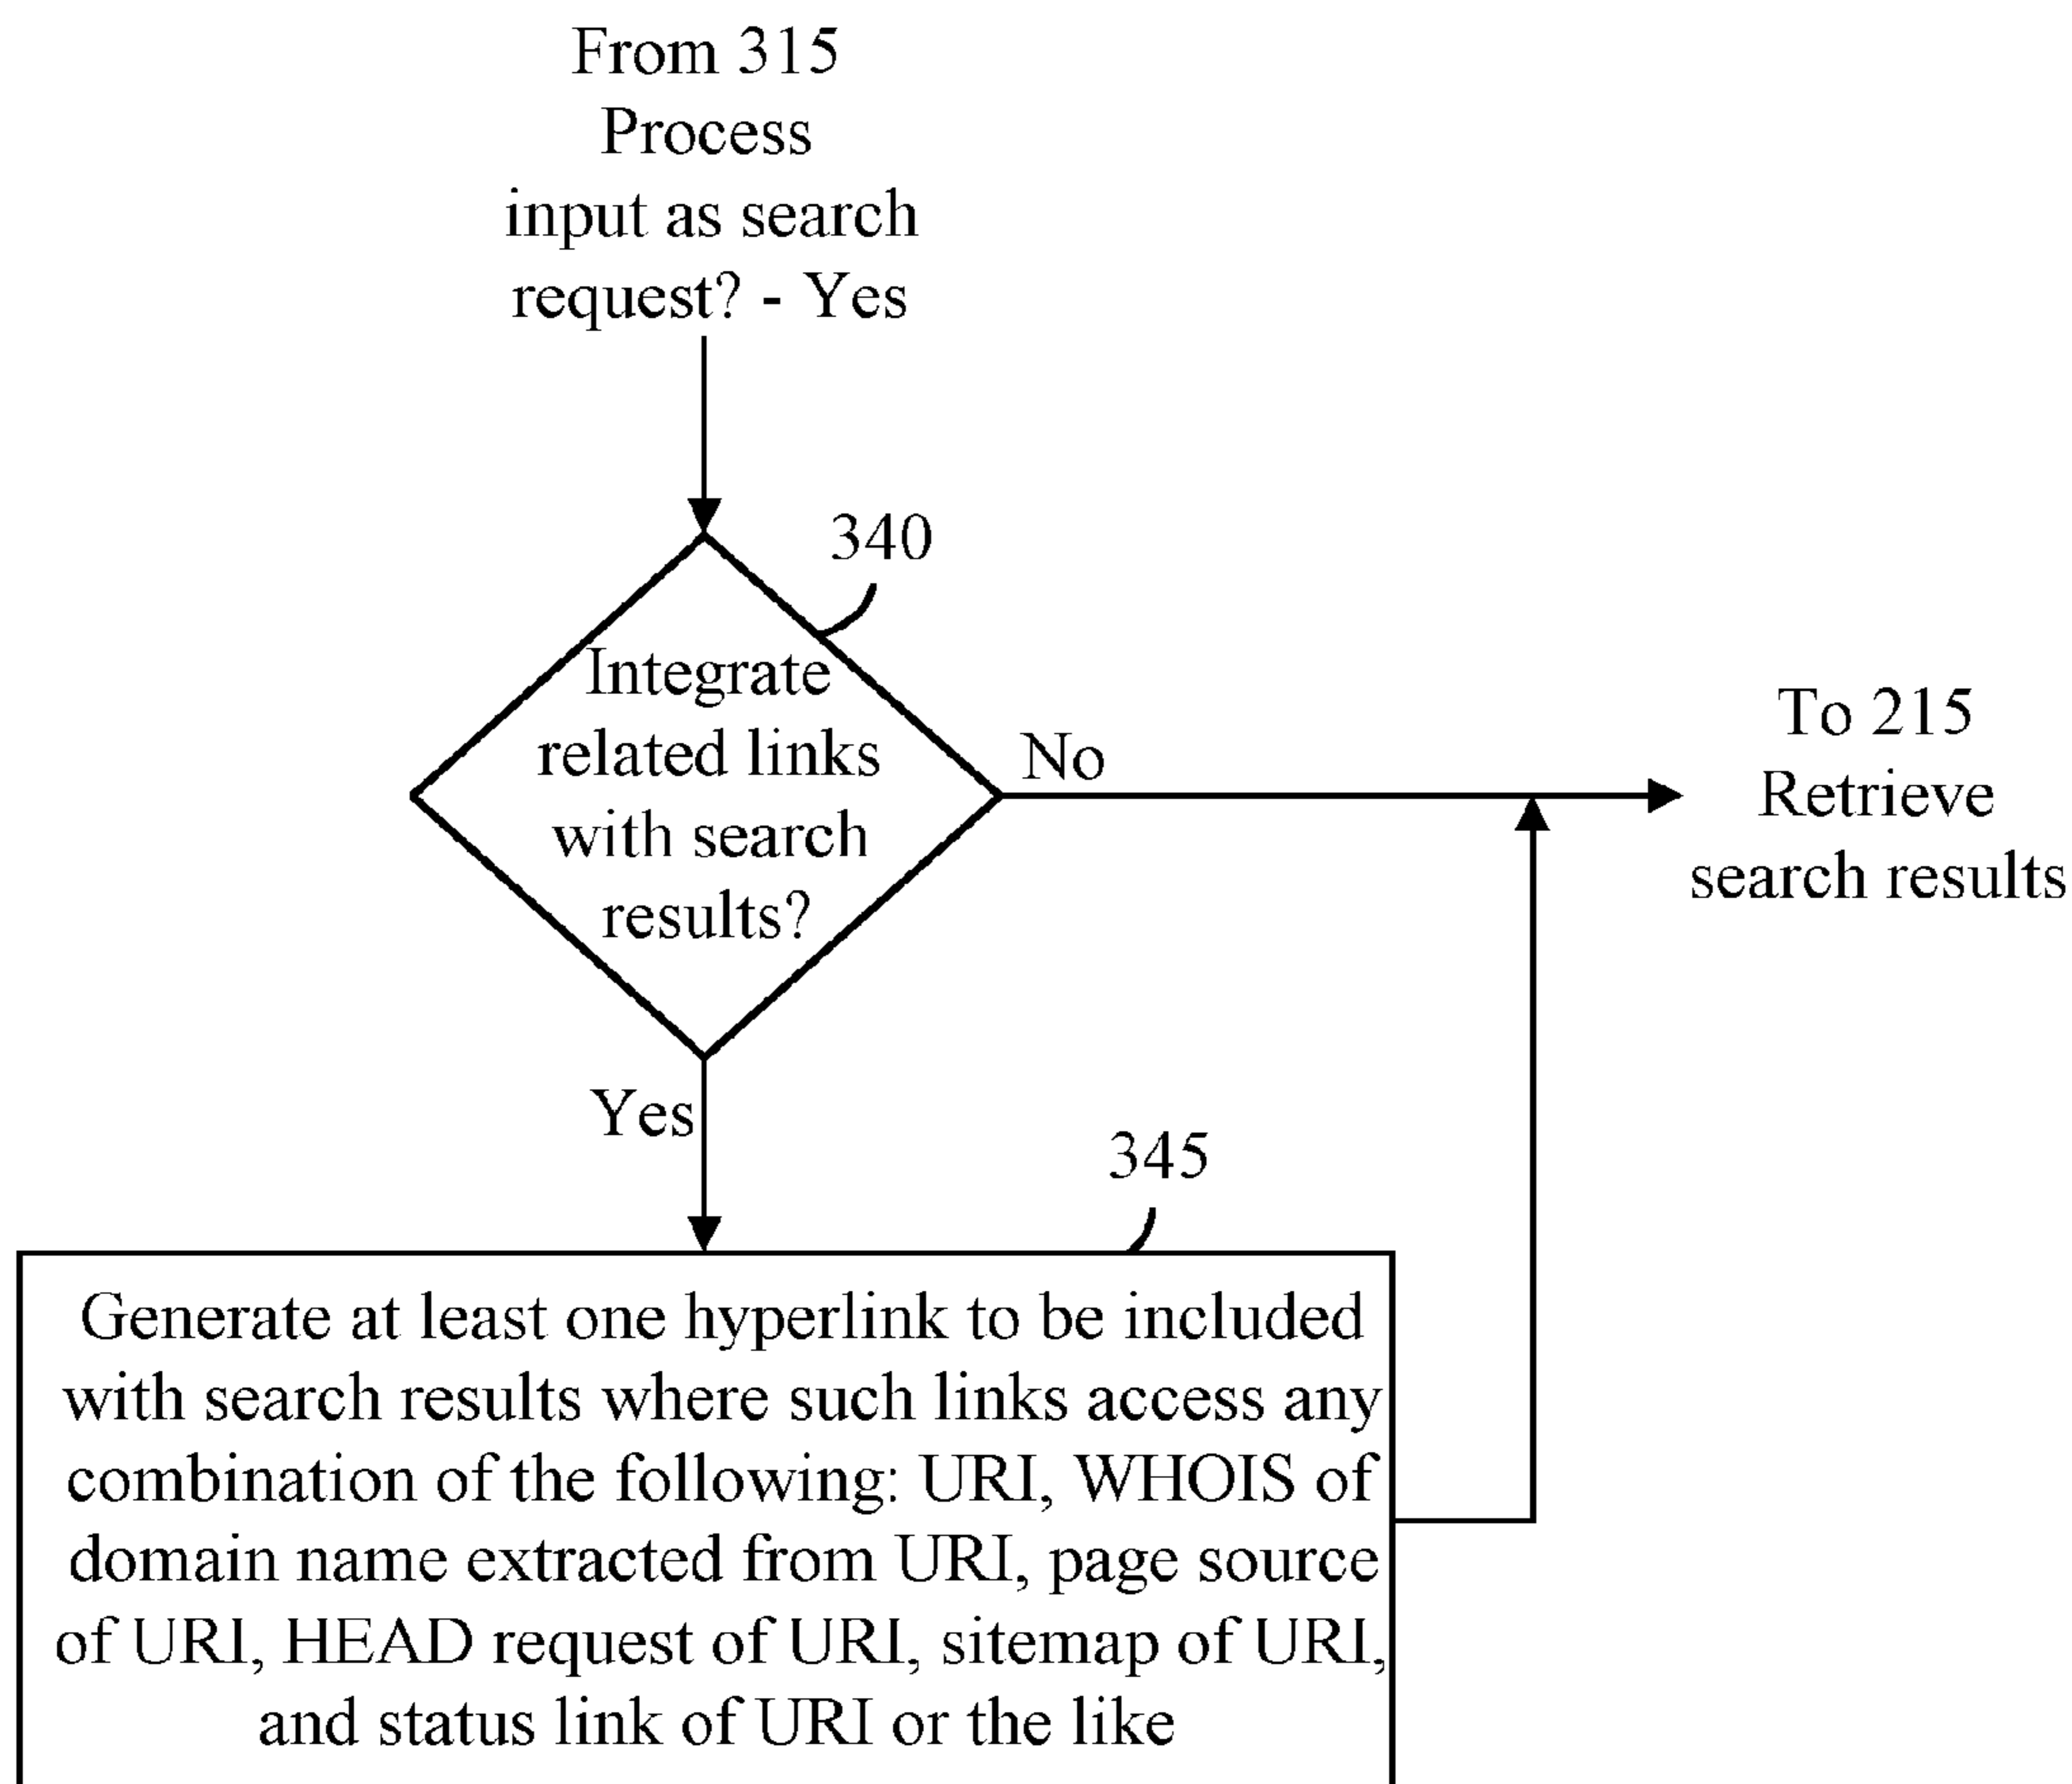 From 315
Process
input as search
request? - Yes
340
Integrate
related links
with search
results?
No
To 215
Retrieve
search results
Yes
345
Generate at least one hyperlink to be included
with search results where such links access any
combination of the following: URI, WHOIS of
domain name extracted from URI, page source
of URI, HEAD request of URI, sitemap of URI,
and status link of URI or the like